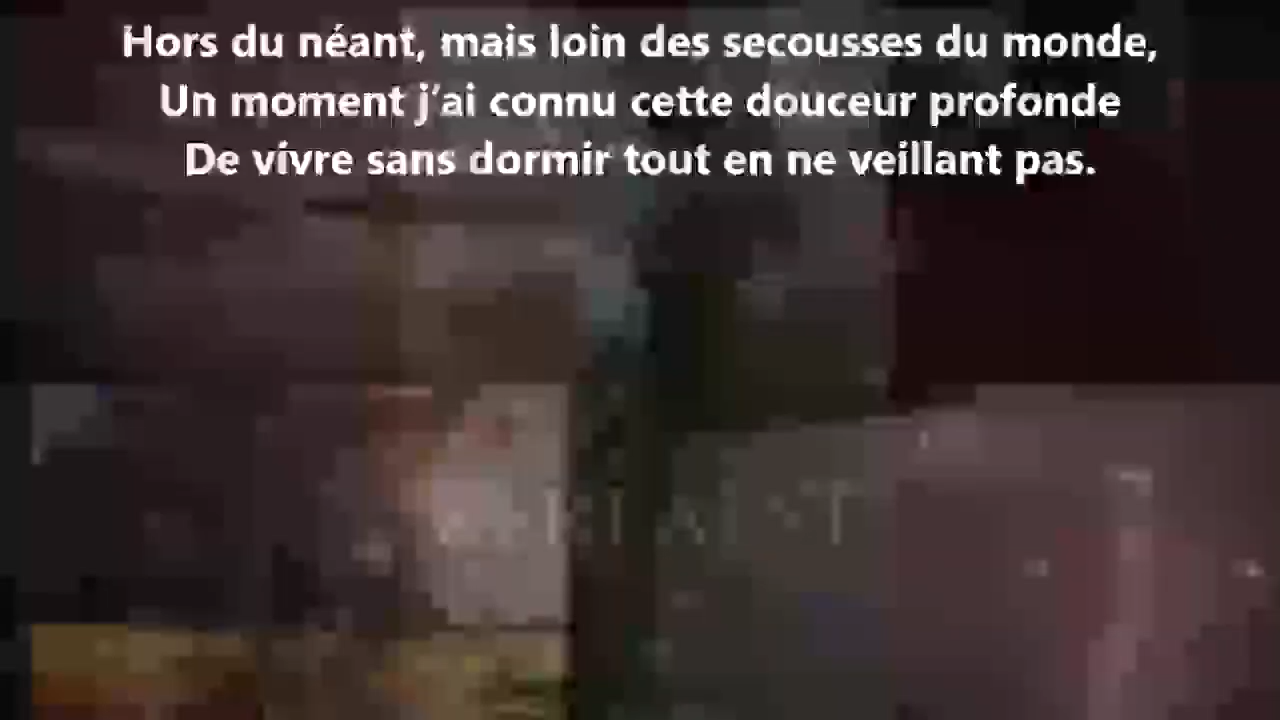 Hors du néant, mais loin des secousses du monde,
Un moment j’ai connu cette douceur profonde
De vivre sans dormir tout en ne veillant pas.